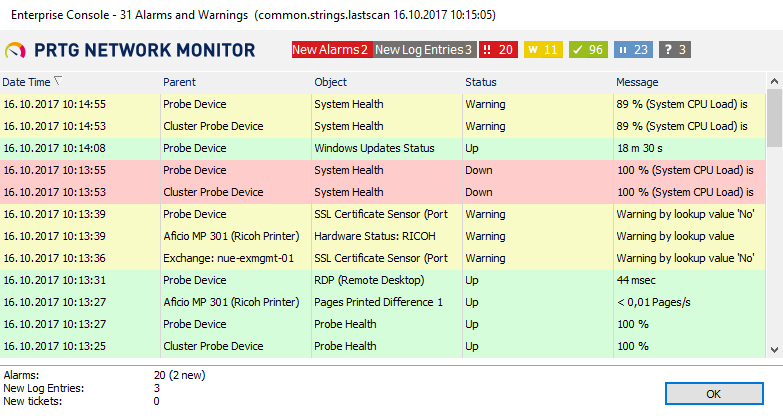 Enterprise Console - 31 Alarms and Warnings (common.strings.lastscan 16.10.2017 10:15:05)
PRTG NETWORK MONITOR New Alarms 2 New Log Entries 3 !! 20 W 11 ✓ 96 II 23 ? 3
Date Time Parent Object Status Message
16.10.2017 10:14:55 Probe Device System Health Warning 89 % (System CPU Load) is
16.10.2017 10:14:53 Cluster Probe Device System Health Warning 89 % (System CPU Load) is
16.10.2017 10:14:08 Probe Device Windows Updates Status Up 18 m 30 s
16.10.2017 10:13:55 Probe Device System Health Down 100 % (System CPU Load) is
16.10.2017 10:13:53 Cluster Probe Device System Health Down 100 % (System CPU Load) is
16.10.2017 10:13:39 Probe Device SSL Certificate Sensor (Port Warning Warning by lookup value 'No'
16.10.2017 10:13:39 Aficio MP 301 (Ricoh Printer) Hardware Status: RICOH Warning Warning by lookup value
16.10.2017 10:13:36 Exchange: nue-exmgmt-01 SSL Certificate Sensor (Port Warning Warning by lookup value 'No'
16.10.2017 10:13:31 Probe Device RDP (Remote Desktop) Up 44 msec
16.10.2017 10:13:27 Aficio MP 301 (Ricoh Printer) Pages Printed Difference 1 Up < 0,01 Pages/s
16.10.2017 10:13:27 Probe Device Probe Health Up 100 %
16.10.2017 10:13:25 Cluster Probe Device Probe Health Up 100 %
Alarms: 20 (2 new)
New Log Entries: 3
New tickets: 0
OK